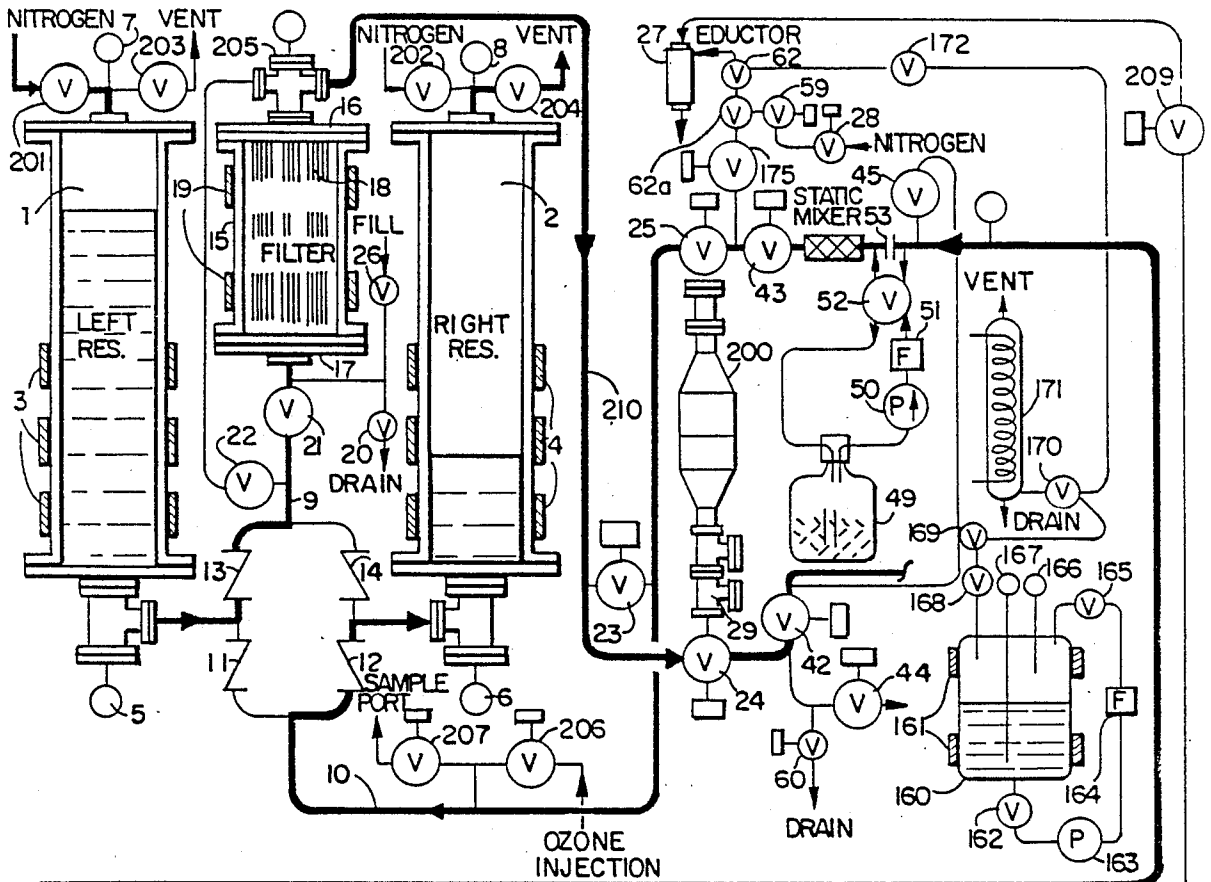 NITROGEN 7 VENT
203
205
NITROGEN 8 VENT
202
204
201
V V V V
27 EDUCTOR
62 V
172 V
209 V
59 V
28 V
NITROGEN
62a V
175 V
16
19
18
15
FILTER
17
FILL
26 V
1
LEFT
RES.
3
2
RIGHT
RES.
4
25 V
43 V
STATIC
MIXER 53
45 V
52 V
51
F
50 P
49
VENT
171
170 V
DRAIN
200
210
21 V
20 V
DRAIN
22 V
9
13
14
11
12
5
6
23 V
24 V
29
42 V
44 V
60 V
DRAIN
SAMPLE
PORT
207 V
206 V
10
OZONE
INJECTION
169 V
167
166
165 V
168 V
161
160
F
164
162 V
P
163